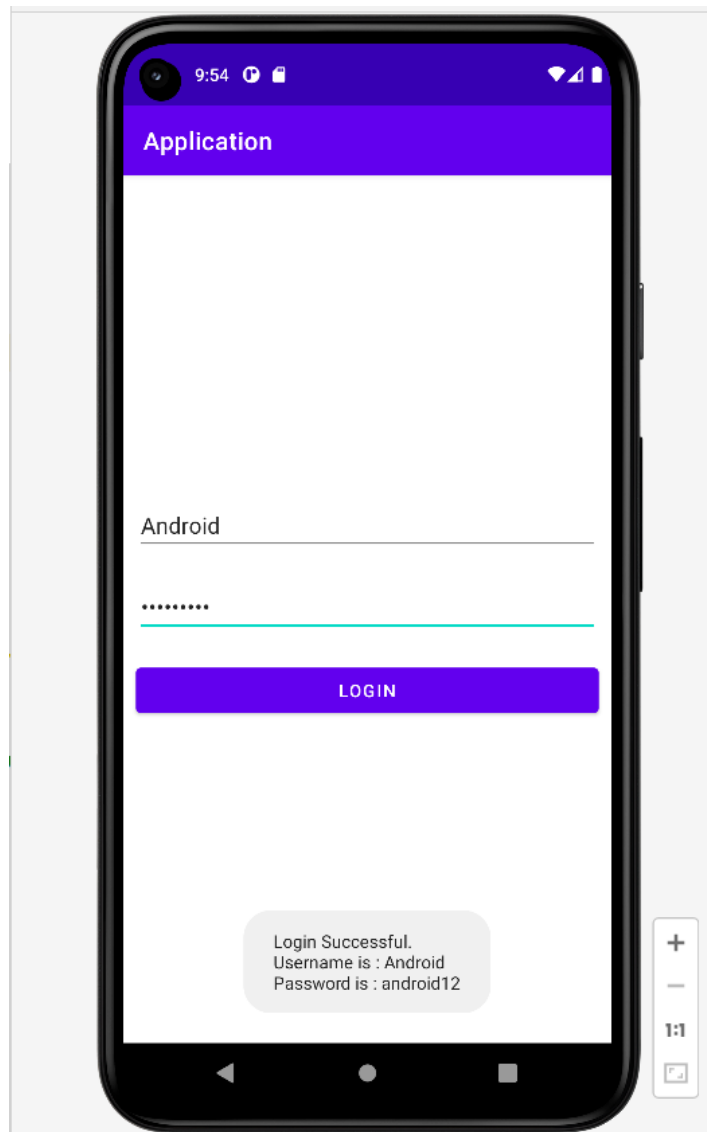 9:54
Application
Android
•••••••••
LOGIN
Login Successful.
Username is : Android
Password is : android12
1:1